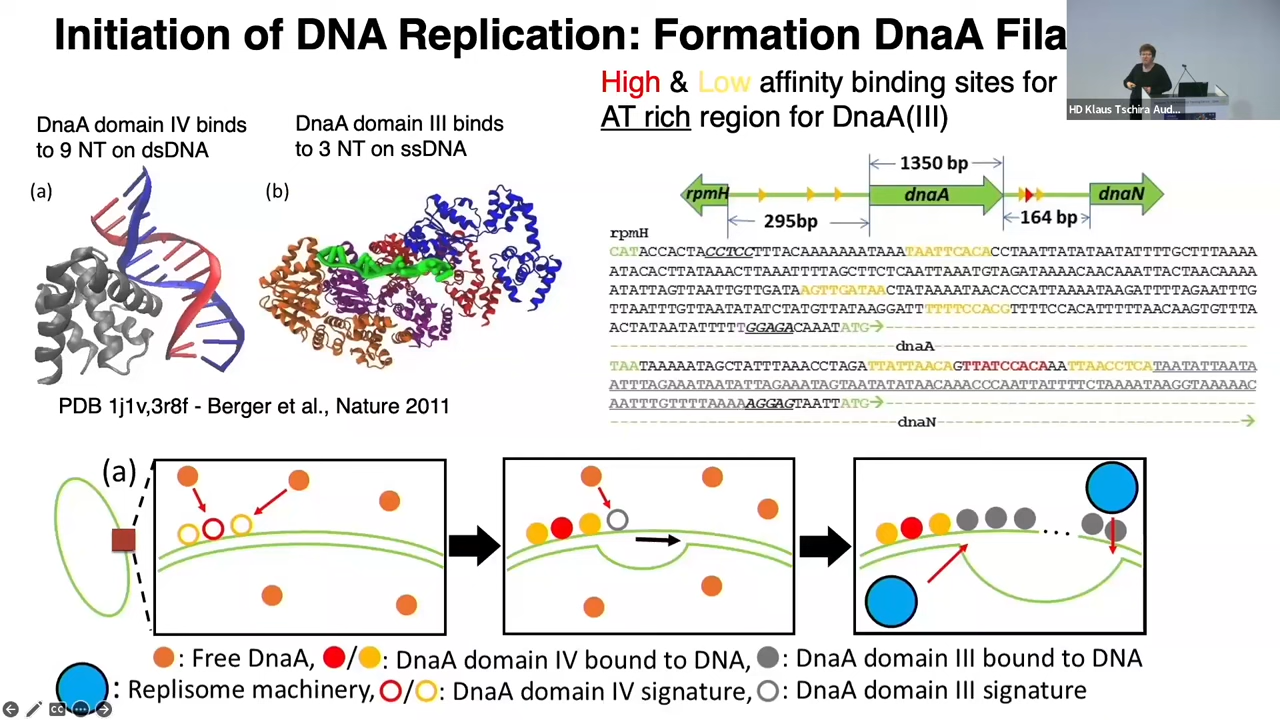 Initiation of DNA Replication: Formation DnaA Fila
High & Low affinity binding sites for
AT rich region for DnaA(III)
HD Klaus Tschira Aud...
DnaA domain IV binds
to 9 NT on dsDNA
DnaA domain III binds
to 3 NT on ssDNA
(a)
(b)
PDB 1j1v,3r8f - Berger et al., Nature 2011
1350 bp
rpmH
dnaA
dnaN
295bp
164 bp
rpmH
CATACCACTACCTCCTTTACAAAAAAATAAATAATTCACACCTAATTATATAATATTTTGCTTTAAAA
ATACACTTATAAACTTAAATTTTAGCTTCTCAATTAAATGTAGATAAAACAACAAATTACTAACAAAA
ATATTAGTTAATTGTTGATAAGTTGATAACTATAAAATAACACCATTAAAATAAGATTTTAGAATTTG
TTAATTTGTTAATATATCTATGTTATAAGGATTTTTTCCACGTTTTCCACATTTTTAACAAGTGTTTA
ACTATAATATTTTTGGAGACAAATATG
dnaA
TAATAAAAATAGCTATTTAAACCTAGATTATTAACAGTTATCCACAAATTAACCTCATAATATTAATA
ATTTAGAAATAATATTAGAAATAGTAATATATAACAAACCCAATTATTTTCTAAAATAAGGTAAAAAC
AATTTGTTTTAAAAAGGAGTAATTATG
dnaN
(a)
: Free DnaA, / : DnaA domain IV bound to DNA, : DnaA domain III bound to DNA
: Replisome machinery, / : DnaA domain IV signature, : DnaA domain III signature
CC